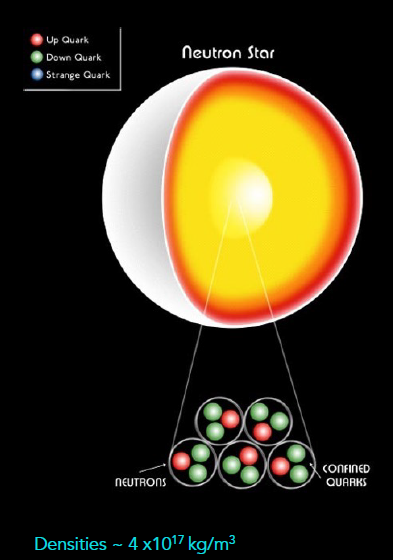 Up Quark
Down Quark
Strange Quark
Neutron Star
NEUTRONS
CONFINED
QUARKS
Densities ~ 4 x10¹⁷ kg/m³